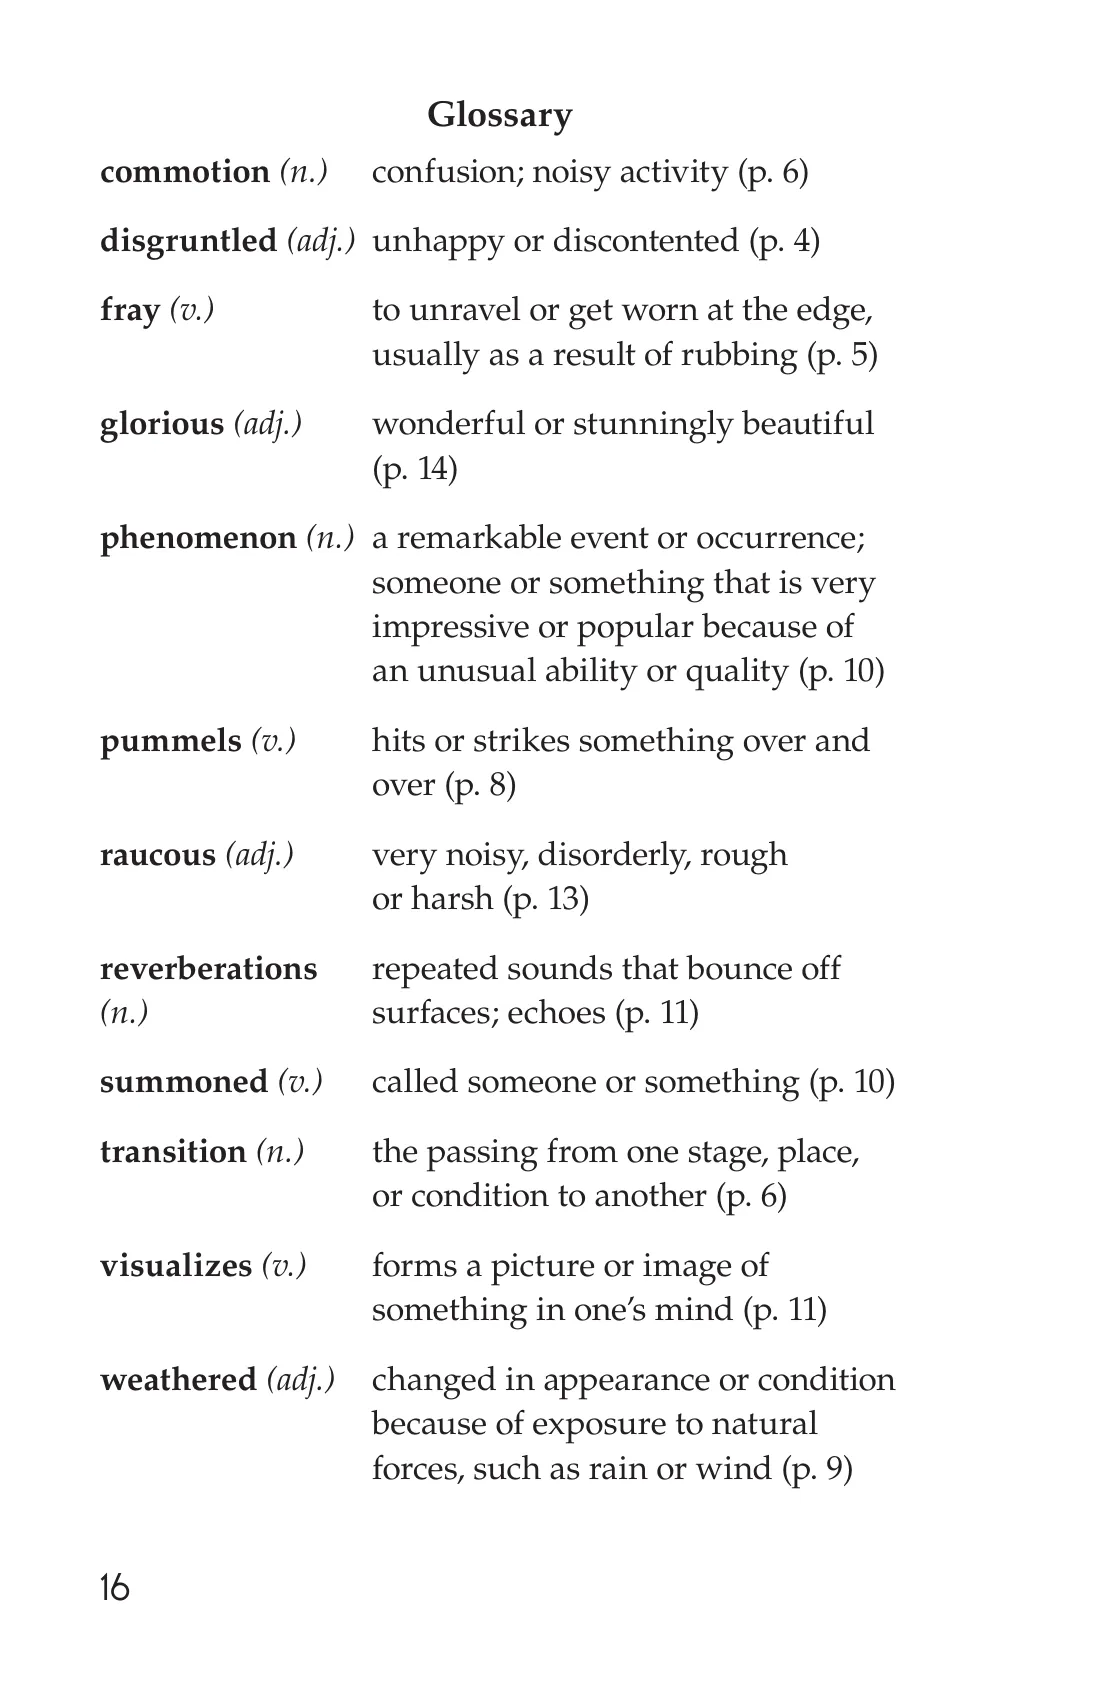 Glossary
commotion (n.) confusion; noisy activity (p. 6)
disgruntled (adj.) unhappy or discontented (p. 4)
fray (v.) to unravel or get worn at the edge,
usually as a result of rubbing (p. 5)
glorious (adj.) wonderful or stunningly beautiful
(p. 14)
phenomenon (n.) a remarkable event or occurrence;
someone or something that is very
impressive or popular because of
an unusual ability or quality (p. 10)
pummels (v.) hits or strikes something over and
over (p. 8)
raucous (adj.) very noisy, disorderly, rough
or harsh (p. 13)
reverberations repeated sounds that bounce off
(n.) surfaces; echoes (p. 11)
summoned (v.) called someone or something (p. 10)
transition (n.) the passing from one stage, place,
or condition to another (p. 6)
visualizes (v.) forms a picture or image of
something in one’s mind (p. 11)
weathered (adj.) changed in appearance or condition
because of exposure to natural
forces, such as rain or wind (p. 9)
16